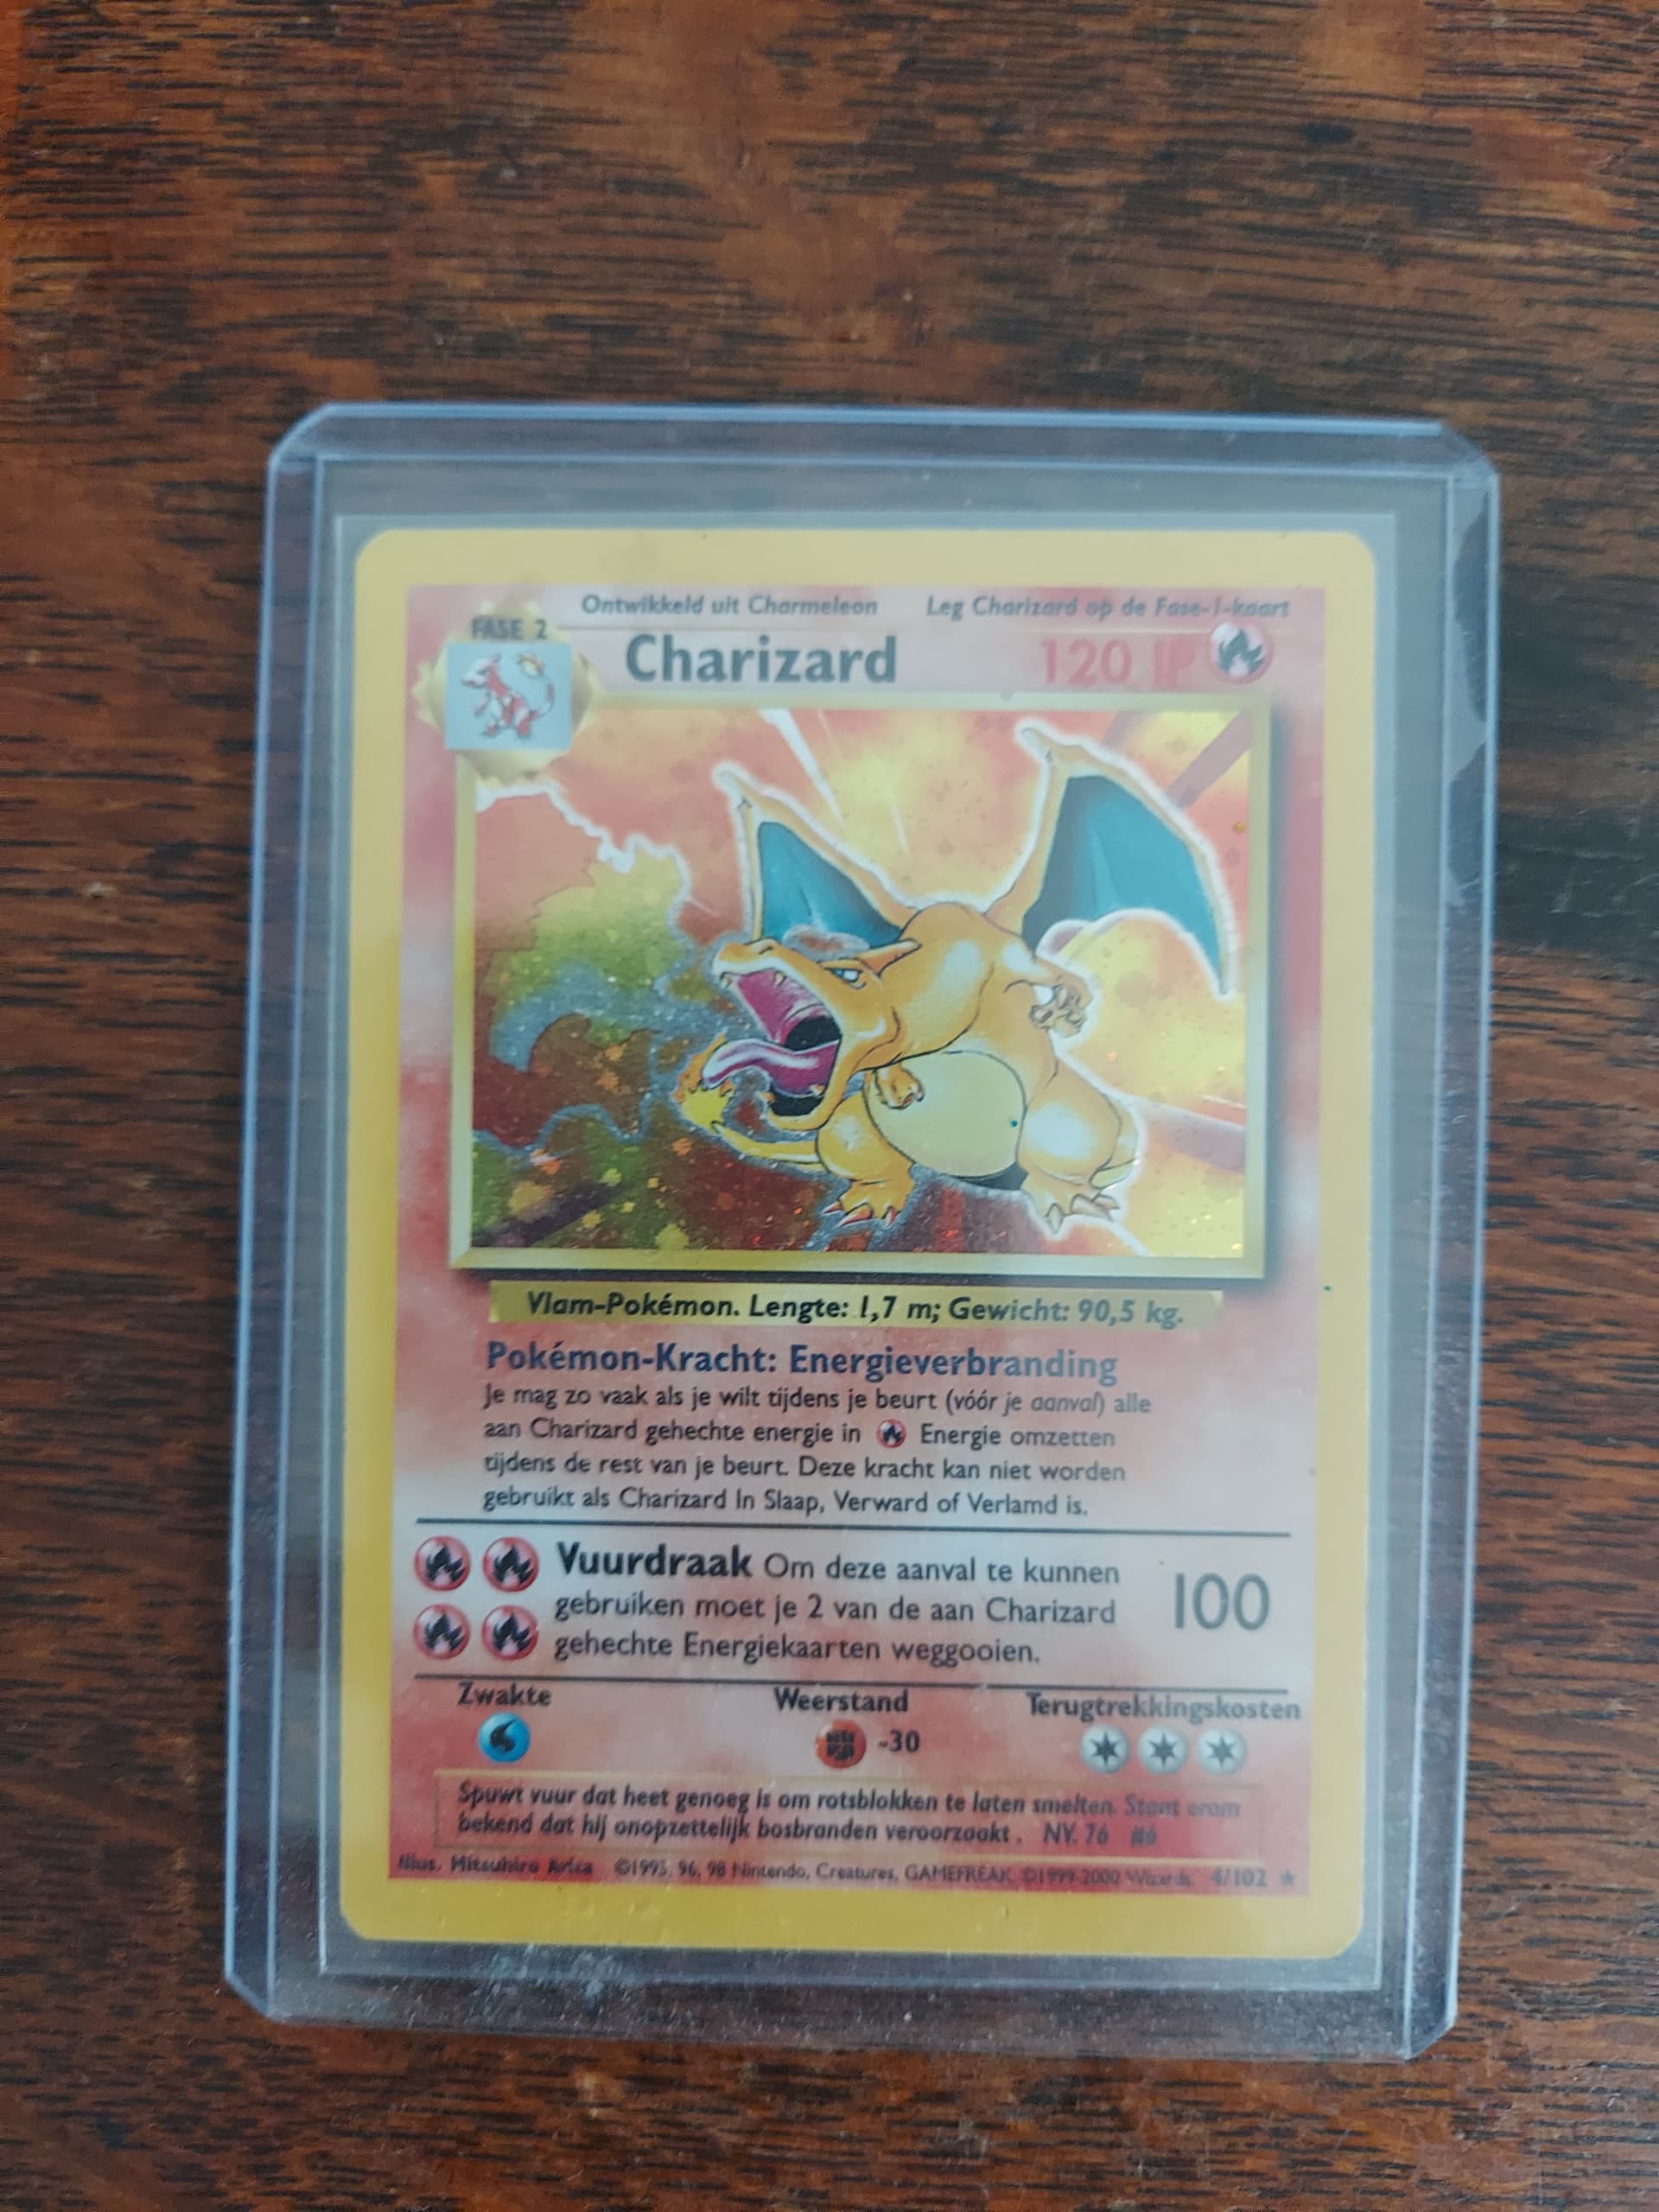 Ontwikkeld uit Charmeleon Leg Charizard op de Fase-1-kaart
FASE 2
Charizard 120 IP
Vlam-Pokémon. Lengte: 1,7 m; Gewicht: 90,5 kg.
Pokémon-Kracht: Energieverbranding
Je mag zo vaak als je wilt tijdens je beurt (vóór je aanval) alle
aan Charizard gehechte energie in Energie omzetten
tijdens de rest van je beurt. Deze kracht kan niet worden
gebruikt als Charizard In Slaap, Verward of Verlamd is.
Vuurdraak Om deze aanval te kunnen
gebruiken moet je 2 van de aan Charizard
gehechte Energiekaarten weggooien.
100
Zwakte Weerstand Terugtrekkingskosten
-30
Spuwt vuur dat heet genoeg is om rotsblokken te laten smelten. Staat erom
bekend dat hij onopzettelijk bosbranden veroorzaakt. NV. 76 #6
Illus. Mitsuhiro Arita ©1995, 96, 98 Nintendo, Creatures, GAMEFREAK. ©1999-2000 Wizards. 4/102 ★